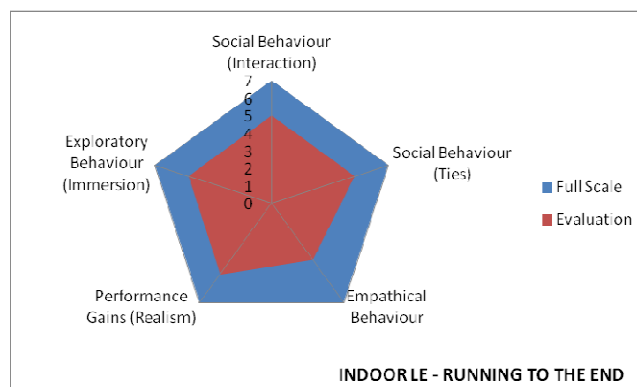 Social Behaviour
(Interaction)
7
6
5
4
3
2
1
0
Exploratory
Behaviour
(Immersion)
Social Behaviour
(Ties)
Full Scale
Evaluation
Performance
Gains (Realism)
Empathical
Behaviour
INDOOR LE - RUNNING TO THE END